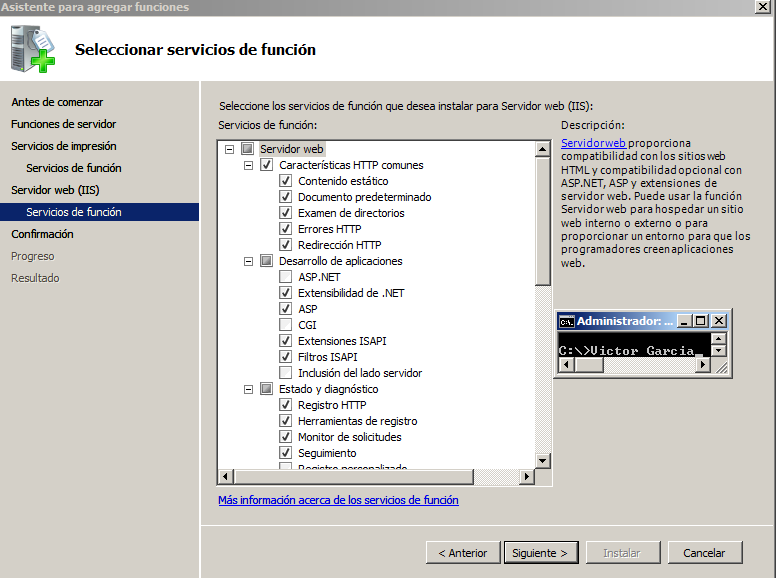 Asistente para agregar funciones
Seleccionar servicios de función
Antes de comenzar
Funciones de servidor
Servicios de impresión
Servicios de función
Servidor web (IIS)
Servicios de función
Confirmación
Progreso
Resultado
Seleccione los servicios de función que desea instalar para Servidor web (IIS):
Servicios de función:
Servidor web
Características HTTP comunes
Contenido estático
Documento predeterminado
Examen de directorios
Errores HTTP
Redirección HTTP
Desarrollo de aplicaciones
ASP.NET
Extensibilidad de .NET
ASP
CGI
Extensiones ISAPI
Filtros ISAPI
Inclusión del lado servidor
Estado y diagnóstico
Registro HTTP
Herramientas de registro
Monitor de solicitudes
Seguimiento
Registro personalizado
Descripción:
Servidor web proporciona
compatibilidad con los sitios web
HTML y compatibilidad opcional con
ASP.NET, ASP y extensiones de
servidor web. Puede usar la función
Servidor web para hospedar un sitio
web interno o externo o para
proporcionar un entorno para que los
programadores creen aplicaciones
web.
Administrador: ...
C:\>Victor Garcia_
Más información acerca de los servicios de función
< Anterior
Siguiente >
Instalar
Cancelar